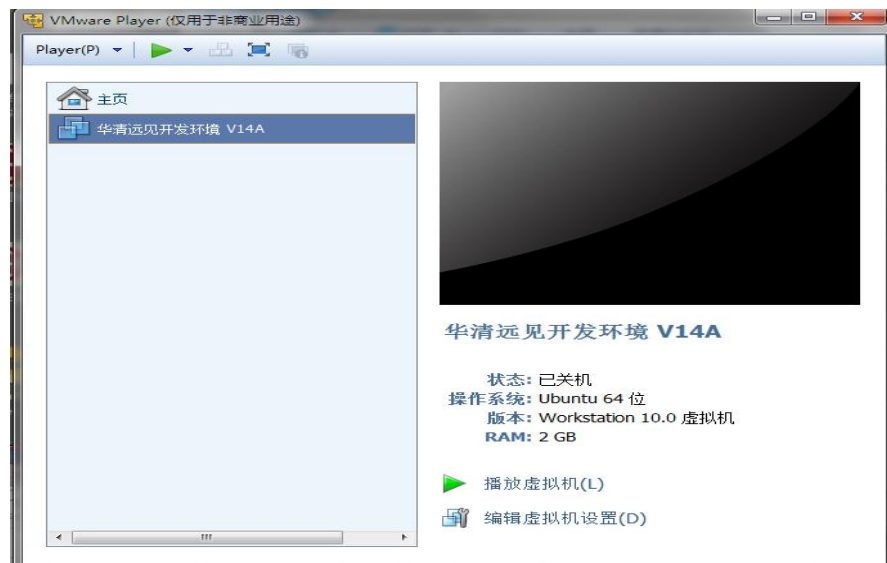 VMware Player (仅用于非商业用途)
Player(P)
主页
华清远见开发环境 V14A
华清远见开发环境 V14A
状态: 已关机
操作系统: Ubuntu 64 位
版本: Workstation 10.0 虚拟机
RAM: 2 GB
播放虚拟机(L)
编辑虚拟机设置(D)